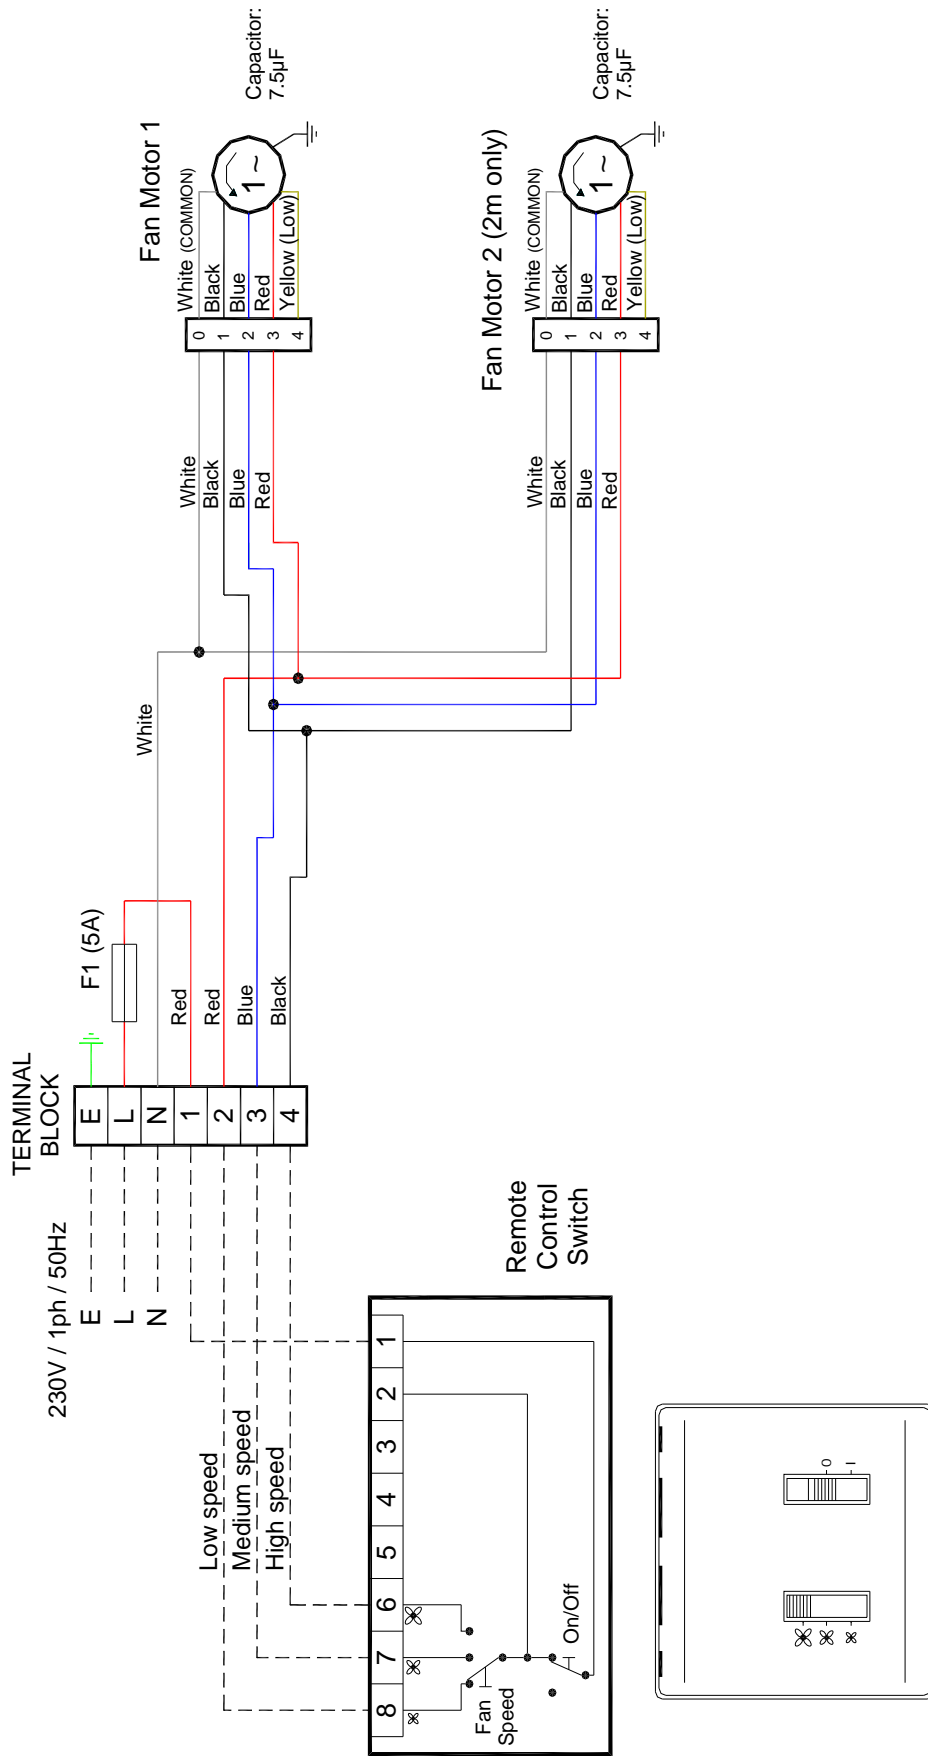 230V / 1ph / 50Hz
E
L
N
TERMINAL
BLOCK
E
L
N
1
2
3
4
F1 (5A)
Red
Red
Blue
Black
White
White
Black
Blue
Red
0
1
2
3
4
White (COMMON)
Black
Blue
Red
Yellow (Low)
Fan Motor 1
1~
Capacitor:
7.5µF
White
Black
Blue
Red
0
1
2
3
4
White (COMMON)
Black
Blue
Red
Yellow (Low)
Fan Motor 2 (2m only)
1~
Capacitor:
7.5µF
Low speed
Medium speed
High speed
Remote
Control
Switch
8
7
6
5
4
3
2
1
Fan
Speed
On/Off
O
I